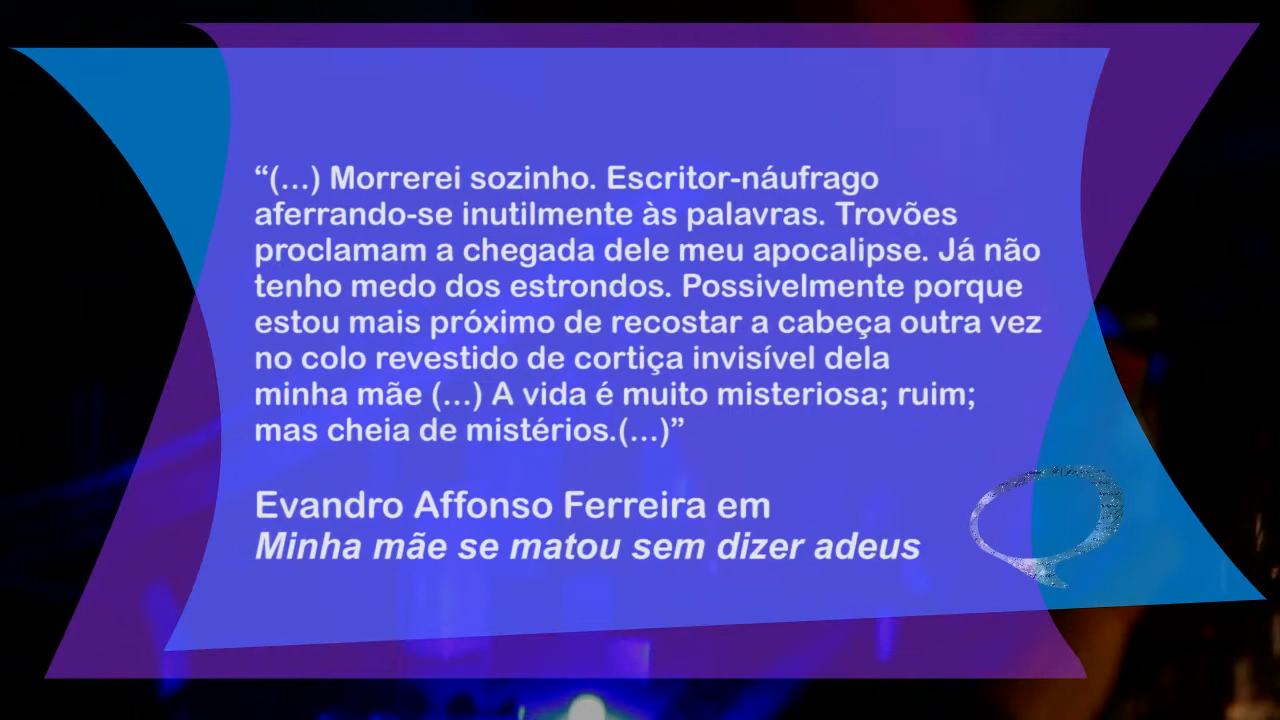 “(...) Morrerei sozinho. Escritor-náufrago
aferrando-se inutilmente às palavras. Trovões
proclamam a chegada dele meu apocalipse. Já não
tenho medo dos estrondos. Possivelmente porque
estou mais próximo de recostar a cabeça outra vez
no colo revestido de cortiça invisível dela
minha mãe (...) A vida é muito misteriosa; ruim;
mas cheia de mistérios.(...)”
Evandro Affonso Ferreira em
Minha mãe se matou sem dizer adeus